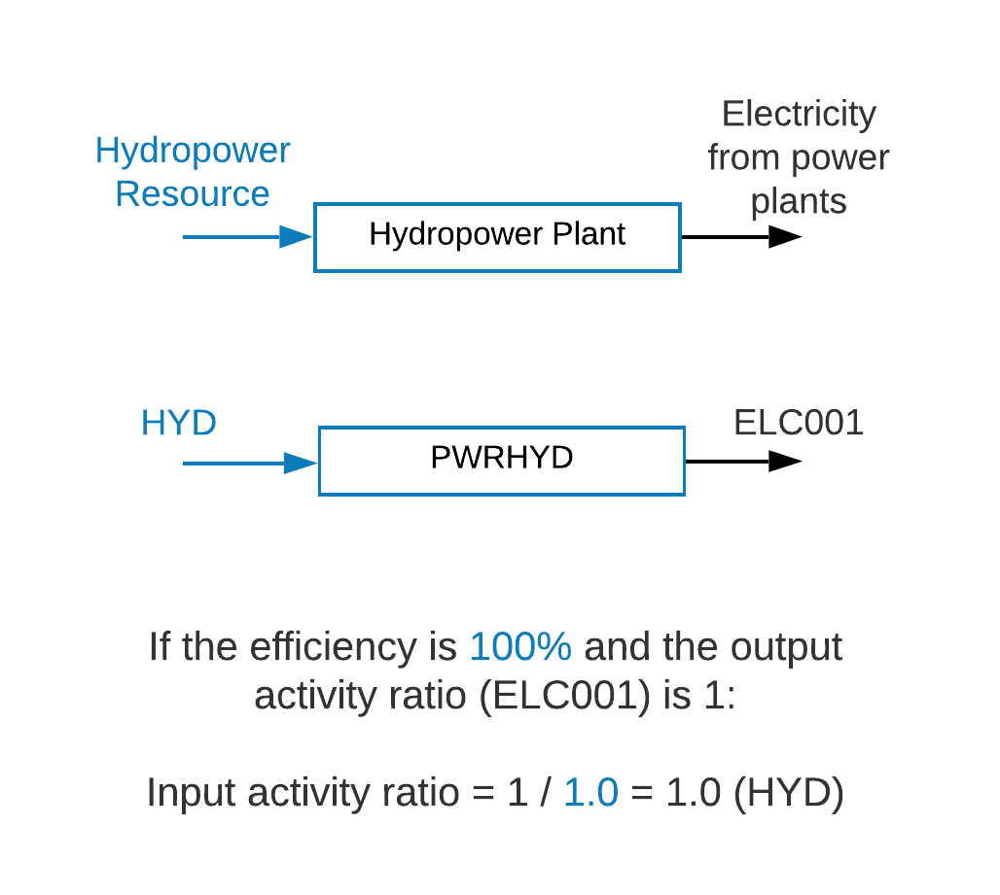 Hydropower
Resource
Hydropower Plant
Electricity
from power
plants
HYD
PWRHYD
ELC001
If the efficiency is 100% and the output
activity ratio (ELC001) is 1:
Input activity ratio = 1 / 1.0 = 1.0 (HYD)